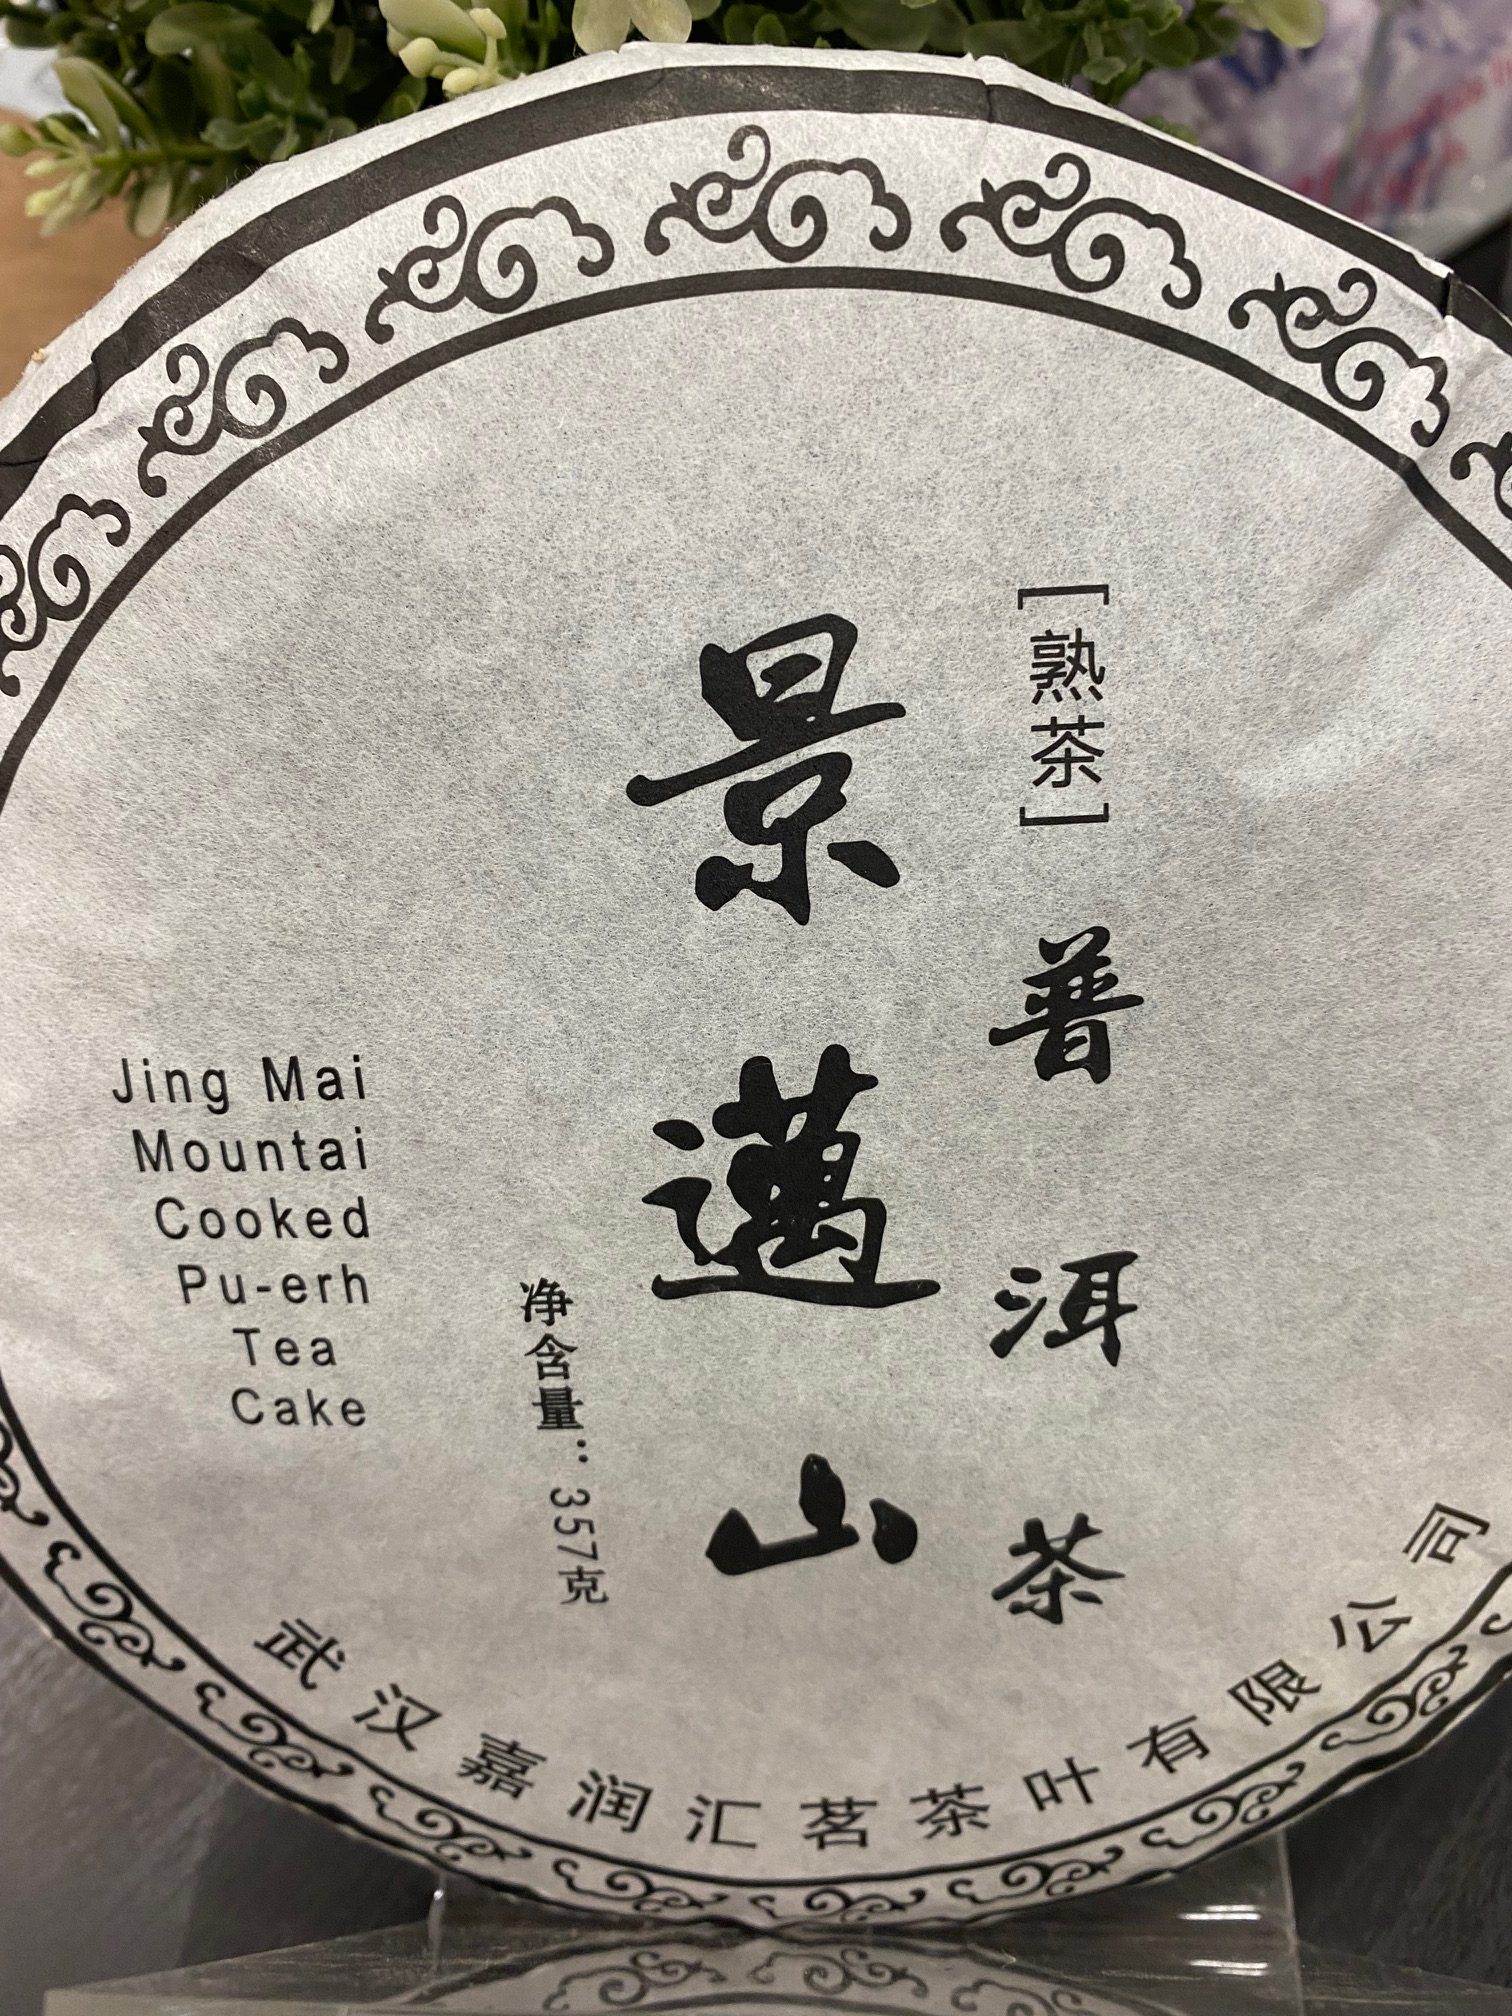 [熟茶]
普洱茶
景邁山
净含量：357克
Jing Mai
Mountai
Cooked
Pu-erh
Tea
Cake
武汉嘉润汇茗茶叶有限公司